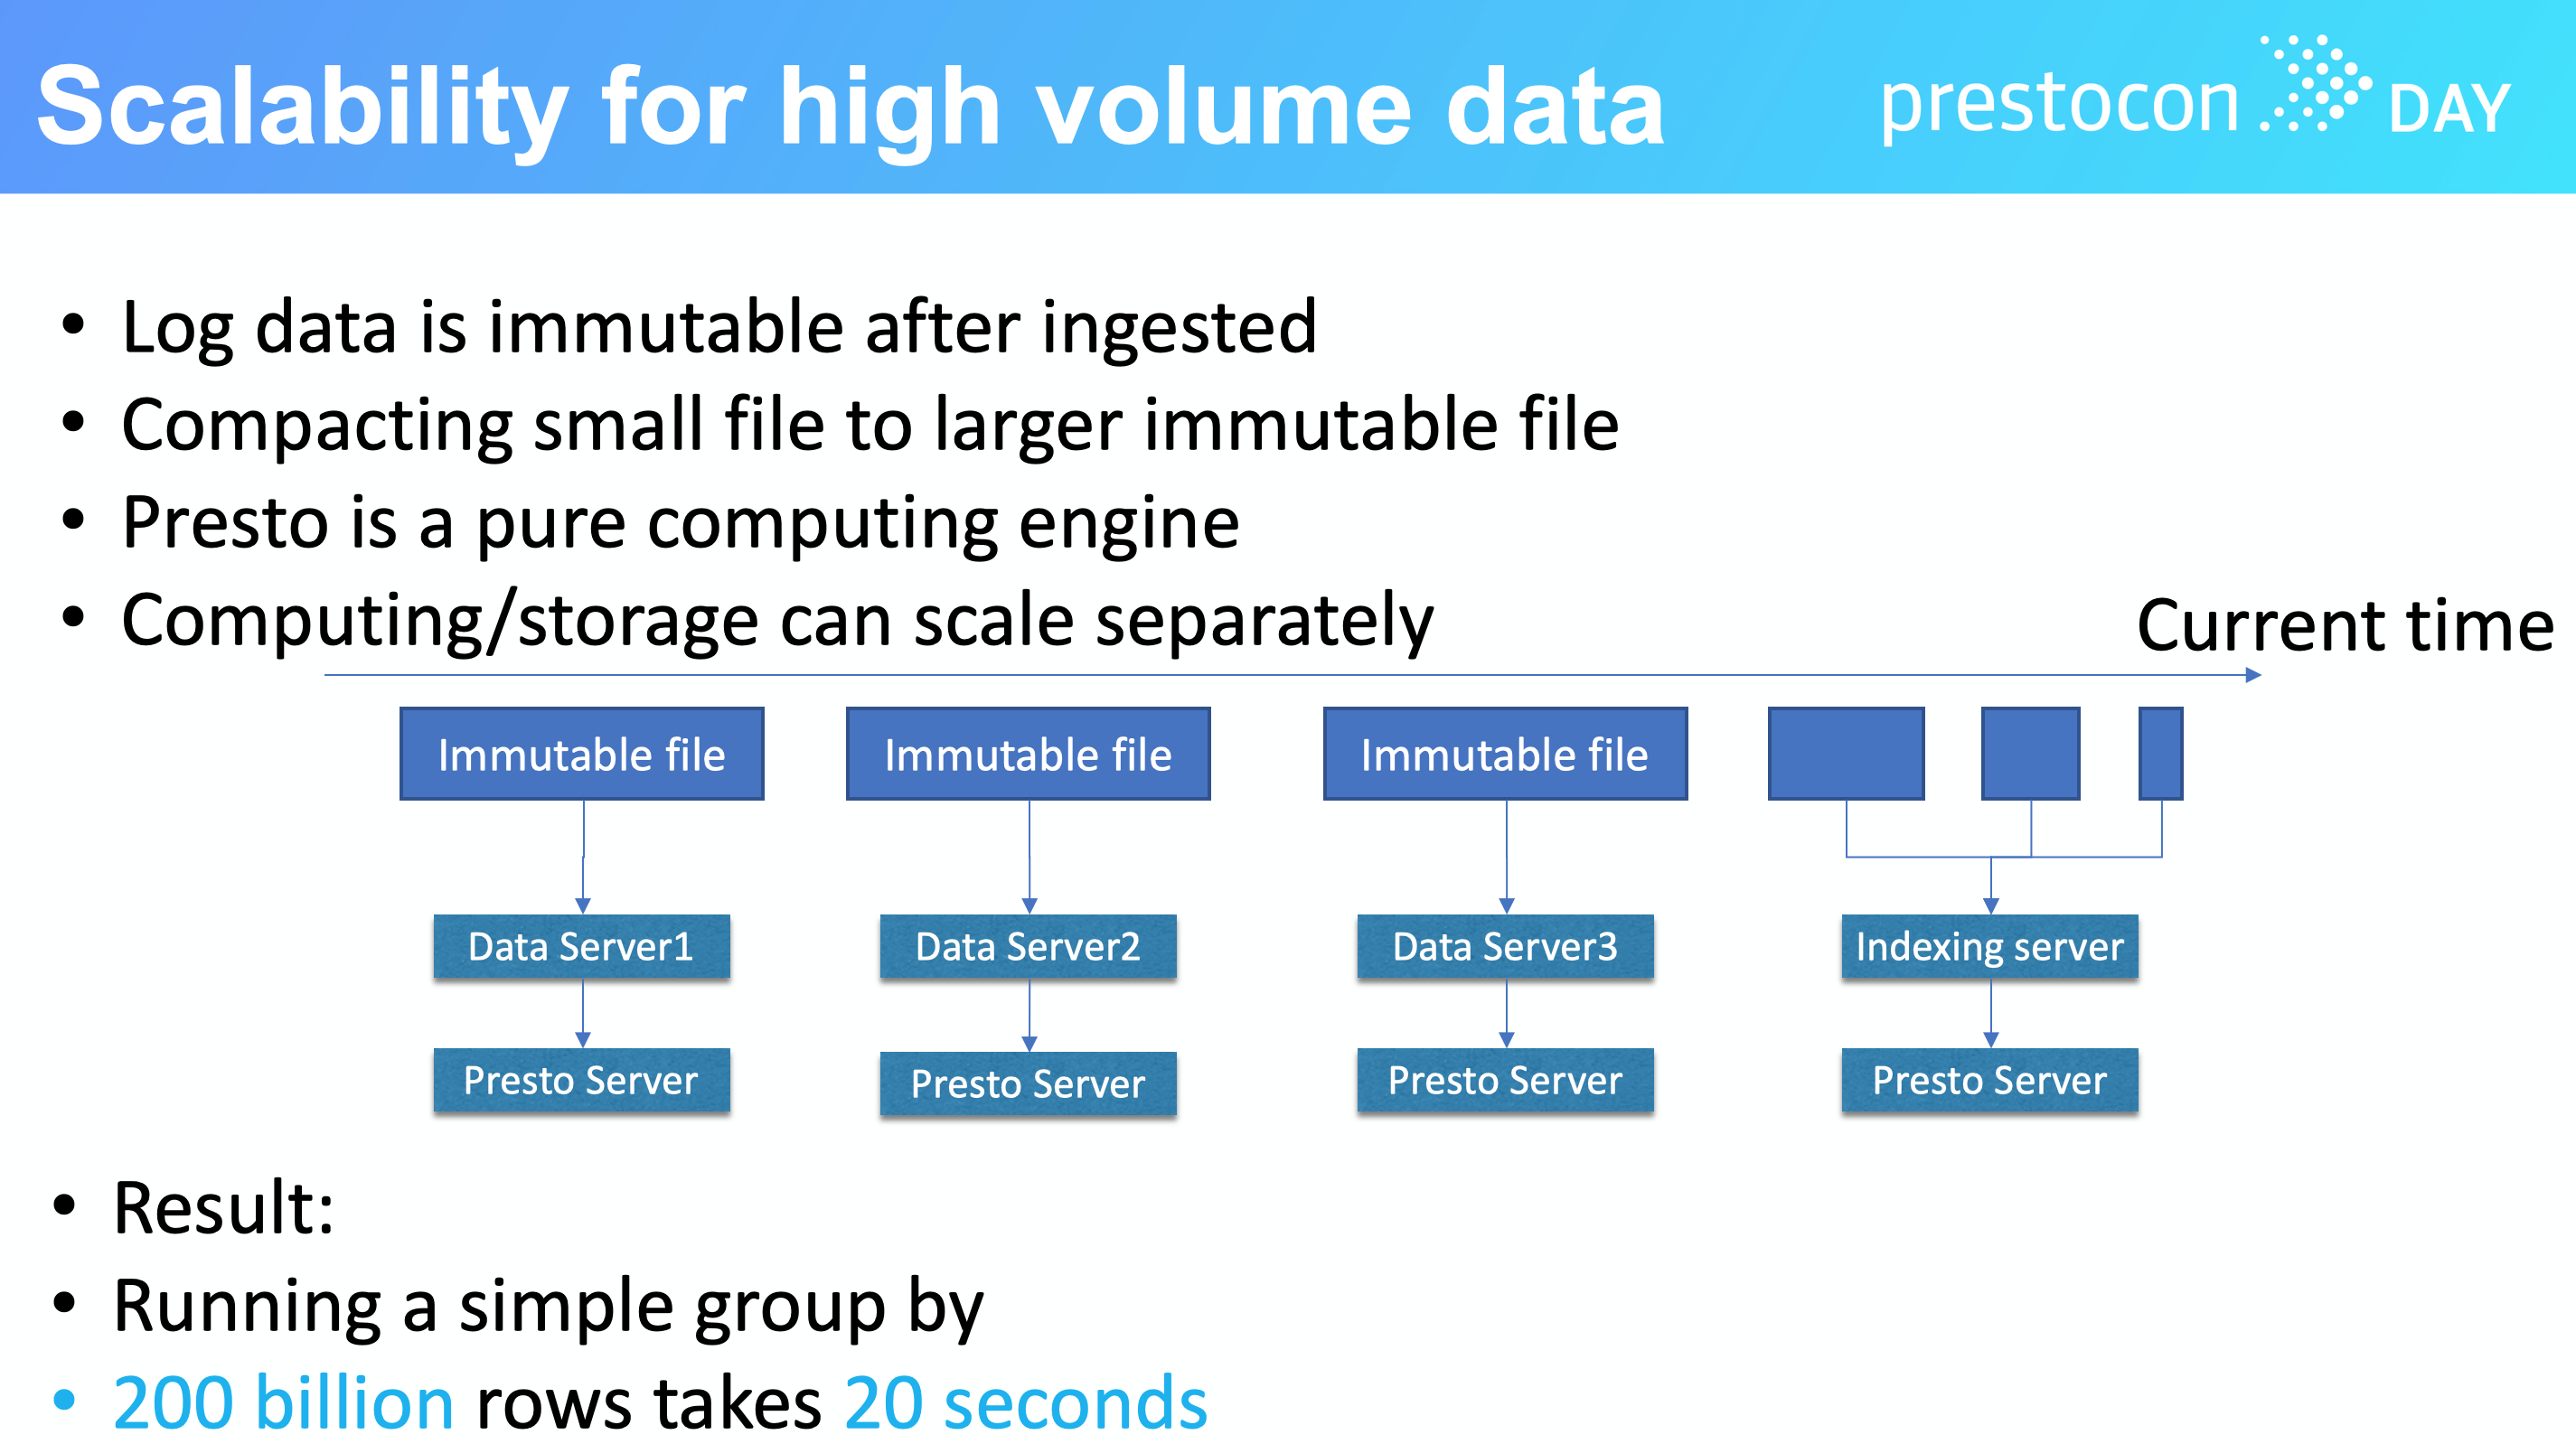 Scalability for high volume data
prestocon DAY
• Log data is immutable after ingested
• Compacting small file to larger immutable file
• Presto is a pure computing engine
• Computing/storage can scale separately
Current time
Immutable file
Immutable file
Immutable file
Data Server1
Data Server2
Data Server3
Indexing server
Presto Server
Presto Server
Presto Server
Presto Server
• Result:
• Running a simple group by
• 200 billion rows takes 20 seconds